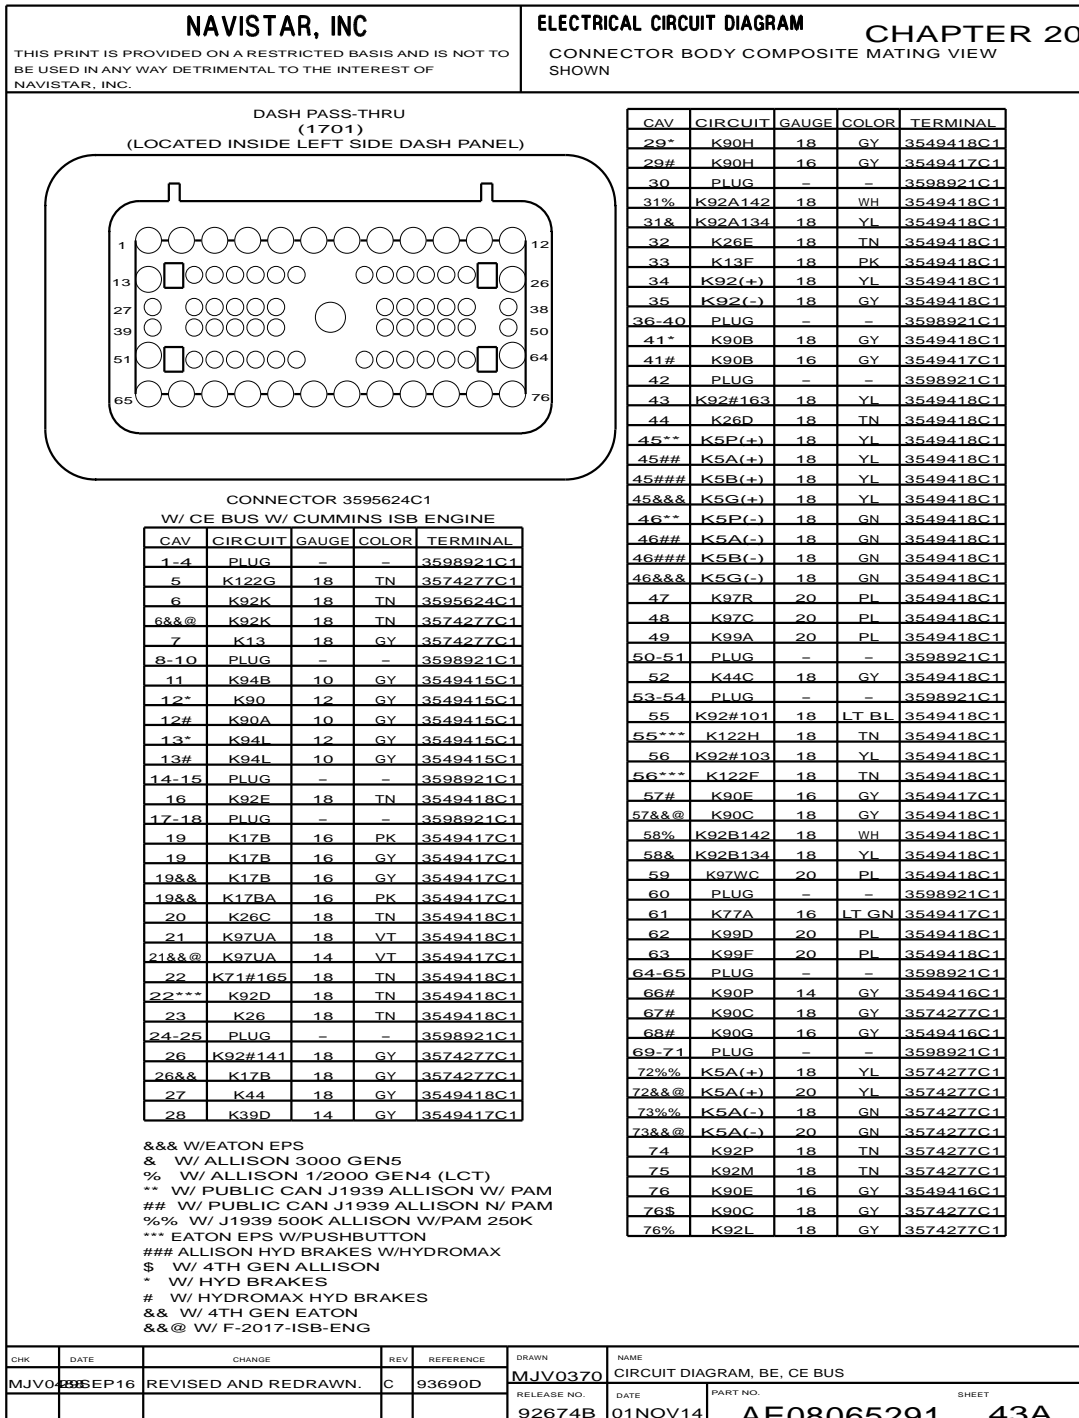 NAVISTAR, INC
THIS PRINT IS PROVIDED ON A RESTRICTED BASIS AND IS NOT TO
BE USED IN ANY WAY DETRIMENTAL TO THE INTEREST OF
NAVISTAR, INC.
ELECTRICAL CIRCUIT DIAGRAM
CHAPTER 20
CONNECTOR BODY COMPOSITE MATING VIEW
SHOWN
DASH PASS-THRU
(1701)
(LOCATED INSIDE LEFT SIDE DASH PANEL)
1 12
13 26
27 38
39 50
51 64
65 76
CONNECTOR 3595624C1
W/ CE BUS W/ CUMMINS ISB ENGINE
CAV CIRCUIT GAUGE COLOR TERMINAL
1-4 PLUG – – 3598921C1
5 K122G 18 TN 3574277C1
6 K92K 18 TN 3595624C1
6&&@ K92K 18 TN 3574277C1
7 K13 18 GY 3574277C1
8-10 PLUG – – 3598921C1
11 K94B 10 GY 3549415C1
12* K90 12 GY 3549415C1
12# K90A 10 GY 3549415C1
13* K94L 12 GY 3549415C1
13# K94L 10 GY 3549415C1
14-15 PLUG – – 3598921C1
16 K92E 18 TN 3549418C1
17-18 PLUG – – 3598921C1
19 K17B 16 PK 3549417C1
19 K17B 16 GY 3549417C1
19&& K17B 16 GY 3549417C1
19&& K17BA 16 PK 3549417C1
20 K26C 18 TN 3549418C1
21 K97UA 18 VT 3549418C1
21&&@ K97UA 14 VT 3549417C1
22 K71#165 18 TN 3549418C1
22*** K92D 18 TN 3549418C1
23 K26 18 TN 3549418C1
24-25 PLUG – – 3598921C1
26 K92#141 18 GY 3574277C1
26&& K17B 18 GY 3574277C1
27 K44 18 GY 3549418C1
28 K39D 14 GY 3549417C1
&&& W/EATON EPS
& W/ ALLISON 3000 GEN5
% W/ ALLISON 1/2000 GEN4 (LCT)
** W/ PUBLIC CAN J1939 ALLISON W/ PAM
## W/ PUBLIC CAN J1939 ALLISON N/ PAM
%% W/ J1939 500K ALLISON W/PAM 250K
*** EATON EPS W/PUSHBUTTON
### ALLISON HYD BRAKES W/HYDROMAX
$ W/ 4TH GEN ALLISON
* W/ HYD BRAKES
# W/ HYDROMAX HYD BRAKES
&& W/ 4TH GEN EATON
&&@ W/ F-2017-ISB-ENG
CAV CIRCUIT GAUGE COLOR TERMINAL
29* K90H 18 GY 3549418C1
29# K90H 16 GY 3549417C1
30 PLUG – – 3598921C1
31% K92A142 18 WH 3549418C1
31& K92A134 18 YL 3549418C1
32 K26E 18 TN 3549418C1
33 K13F 18 PK 3549418C1
34 K92(+) 18 YL 3549418C1
35 K92(-) 18 GY 3549418C1
36-40 PLUG – – 3598921C1
41* K90B 18 GY 3549418C1
41# K90B 16 GY 3549417C1
42 PLUG – – 3598921C1
43 K92#163 18 YL 3549418C1
44 K26D 18 TN 3549418C1
45** K5P(+) 18 YL 3549418C1
45## K5A(+) 18 YL 3549418C1
45### K5B(+) 18 YL 3549418C1
45&&& K5G(+) 18 YL 3549418C1
46** K5P(-) 18 GN 3549418C1
46## K5A(-) 18 GN 3549418C1
46### K5B(-) 18 GN 3549418C1
46&&& K5G(-) 18 GN 3549418C1
47 K97R 20 PL 3549418C1
48 K97C 20 PL 3549418C1
49 K99A 20 PL 3549418C1
50-51 PLUG – – 3598921C1
52 K44C 18 GY 3549418C1
53-54 PLUG – – 3598921C1
55 K92#101 18 LT BL 3549418C1
55*** K122H 18 TN 3549418C1
56 K92#103 18 YL 3549418C1
56*** K122F 18 TN 3549418C1
57# K90E 16 GY 3549417C1
57&&@ K90C 18 GY 3549418C1
58% K92B142 18 WH 3549418C1
58& K92B134 18 YL 3549418C1
59 K97WC 20 PL 3549418C1
60 PLUG – – 3598921C1
61 K77A 16 LT GN 3549417C1
62 K99D 20 PL 3549418C1
63 K99F 20 PL 3549418C1
64-65 PLUG – – 3598921C1
66# K90P 14 GY 3549416C1
67# K90C 18 GY 3574277C1
68# K90G 16 GY 3549416C1
69-71 PLUG – – 3598921C1
72%% K5A(+) 18 YL 3574277C1
72&&@ K5A(+) 20 YL 3574277C1
73%% K5A(-) 18 GN 3574277C1
73&&@ K5A(-) 20 GN 3574277C1
74 K92P 18 TN 3574277C1
75 K92M 18 TN 3574277C1
76 K90E 16 GY 3549416C1
76$ K90C 18 GY 3574277C1
76% K92L 18 GY 3574277C1
CHK DATE CHANGE REV REFERENCE
REVISED AND REDRAWN. C 93690D
DRAWN
MJV0370
NAME
CIRCUIT DIAGRAM, BE, CE BUS
RELEASE NO.
92674B
DATE
01NOV14
PART NO.
AE08065291
SHEET
43A